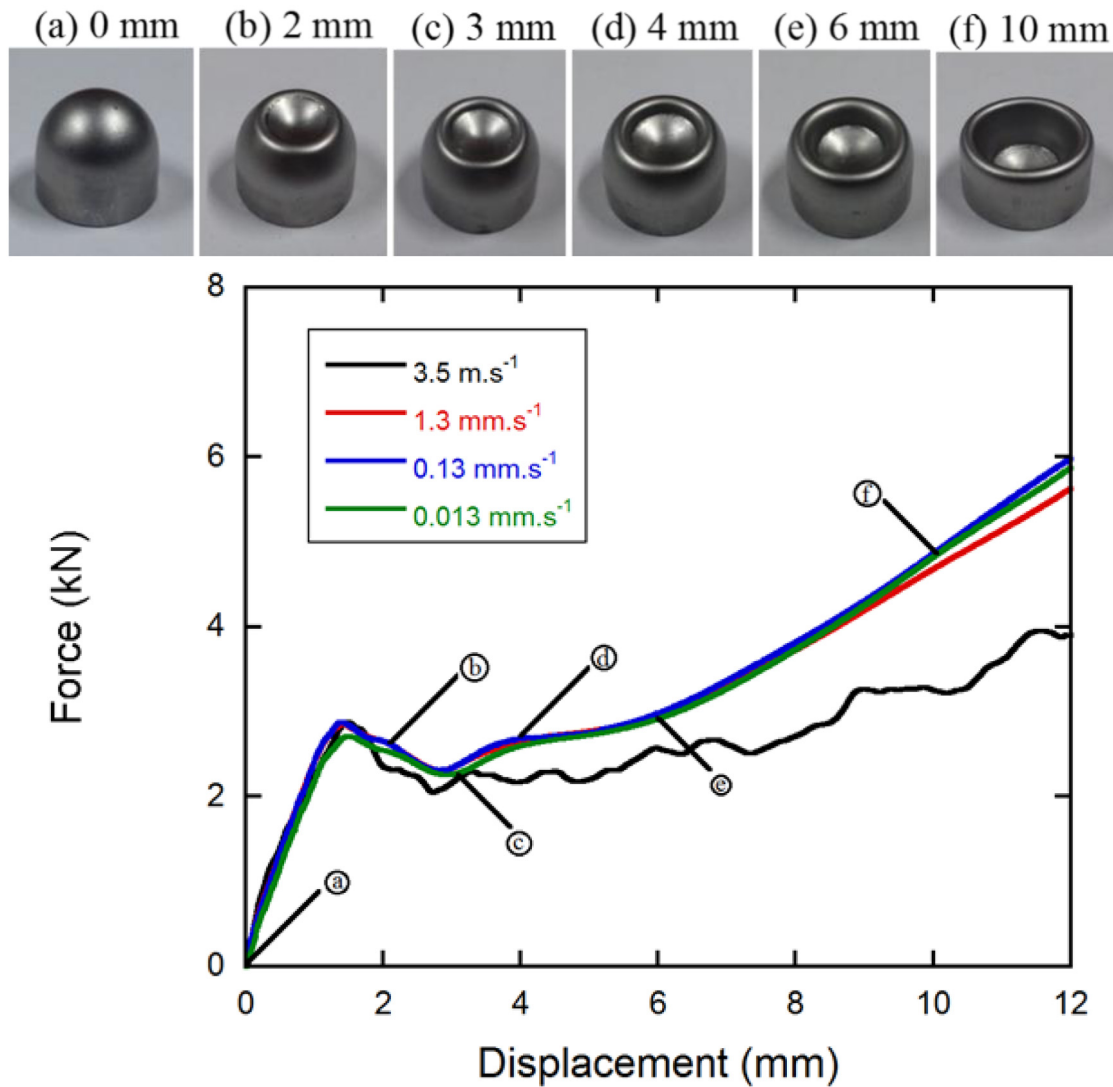 (a) 0 mm (b) 2 mm (c) 3 mm (d) 4 mm (e) 6 mm (f) 10 mm
8
6
4
2
0
Force (kN)
3.5 m.s⁻¹
1.3 mm.s⁻¹
0.13 mm.s⁻¹
0.013 mm.s⁻¹
ⓕ
ⓑ
ⓓ
ⓔ
ⓒ
ⓐ
0 2 4 6 8 10 12
Displacement (mm)